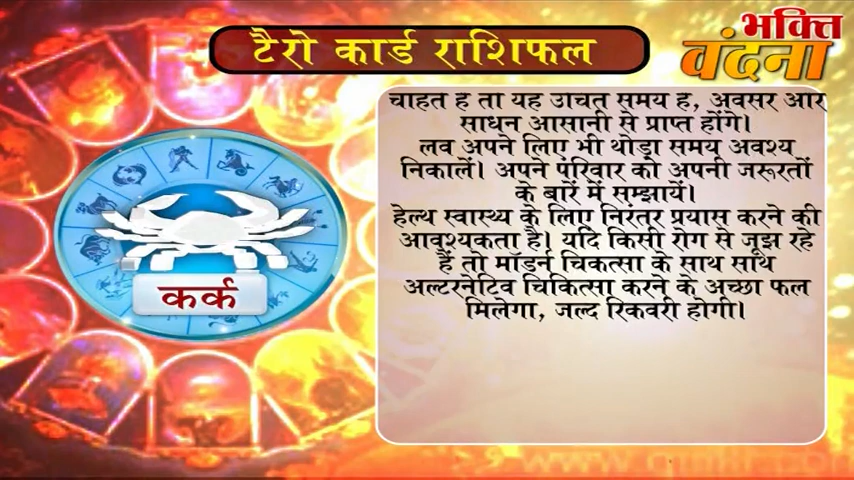 टैरो कार्ड राशिफल
भक्ति
वंदना
चाहत हैं तो यह उचित समय है, अवसर और
साधन आसानी से प्राप्त होंगे।
लव अपने लिए भी थोड़ा समय अवश्य
निकालें। अपने परिवार को अपनी जरूरतों
के बारें में समझायें।
हेल्थ स्वास्थ्य के लिए निरंतर प्रयास करने की
आवश्यकता है। यदि किसी रोग से जूझ रहे
हैं तो मॉडर्न चिकत्सा के साथ साथ
अल्टरनेटिव चिकित्सा करने के अच्छा फल
मिलेगा, जल्द रिकवरी होगी।
कर्क